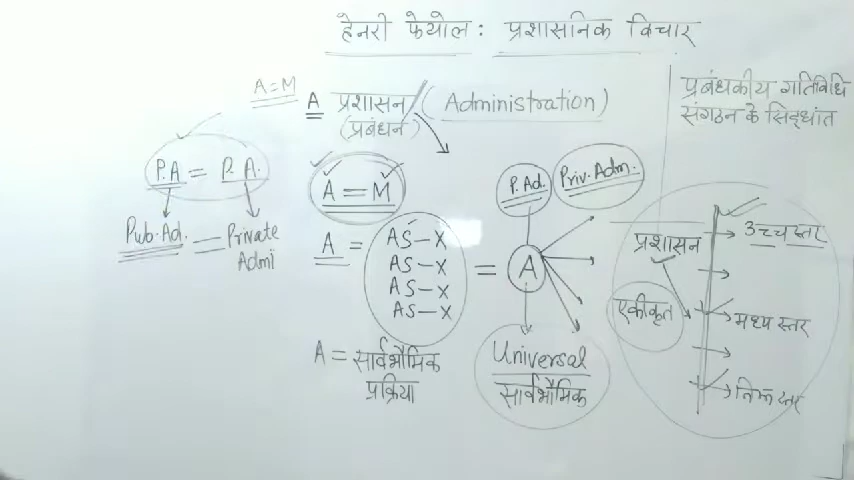 हेनरी फेयोल : प्रशासनिक विचार
A=M
A प्रशासन/(Administration)
(प्रबंधन)
प्रबंधकीय गतिविधि
संगठन के सिद्धांत
P.A = P.A.
Pub.Ad. = Private
Admi
A = M
P.Ad.
Priv.Adm.
A = AS-X
AS-X
AS-X
AS-X
= A
A = सार्वभौमिक
प्रक्रिया
Universal
सार्वभौमिक
प्रशासन
एकीकृत
उच्च स्तर
मध्य स्तर
निम्न स्तर